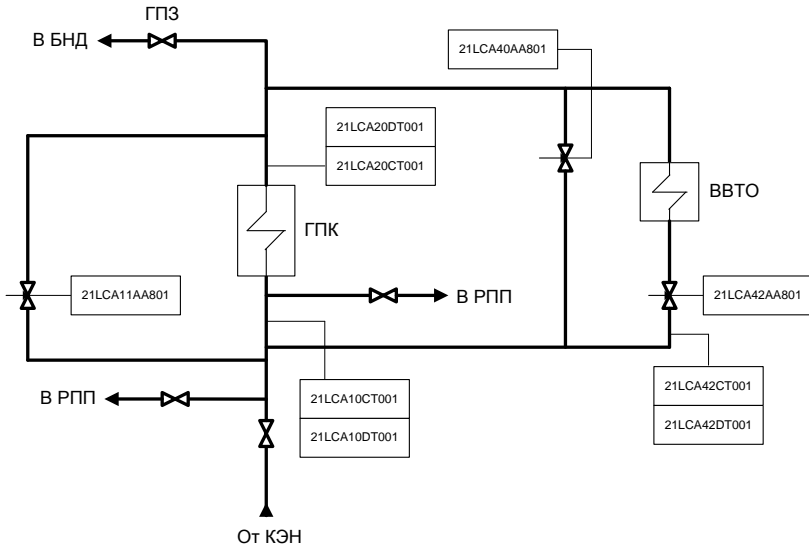 ГПЗ
В БНД
21LCA40AA801
21LCA20DT001
21LCA20CT001
ВВТО
ГПК
21LCA11AA801
В РПП
21LCA42AA801
21LCA42CT001
21LCA42DT001
В РПП
21LCA10CT001
21LCA10DT001
От КЭН